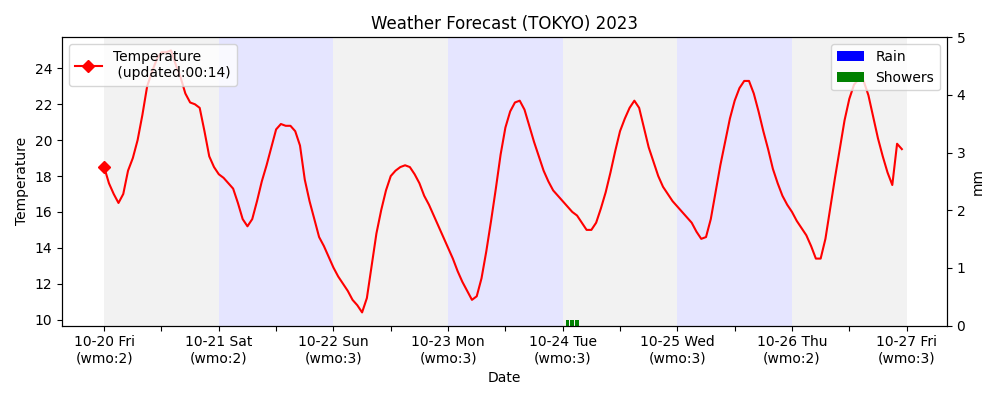 Weather Forecast (TOKYO) 2023
Temperature
(updated:00:14)
Rain
Showers
Temperature
24
22
20
18
16
14
12
10
5
4
3
2
1
0
mm
10-20 Fri
(wmo:2)
10-21 Sat
(wmo:2)
10-22 Sun
(wmo:3)
10-23 Mon
(wmo:3)
10-24 Tue
(wmo:3)
10-25 Wed
(wmo:3)
10-26 Thu
(wmo:2)
10-27 Fri
(wmo:3)
Date